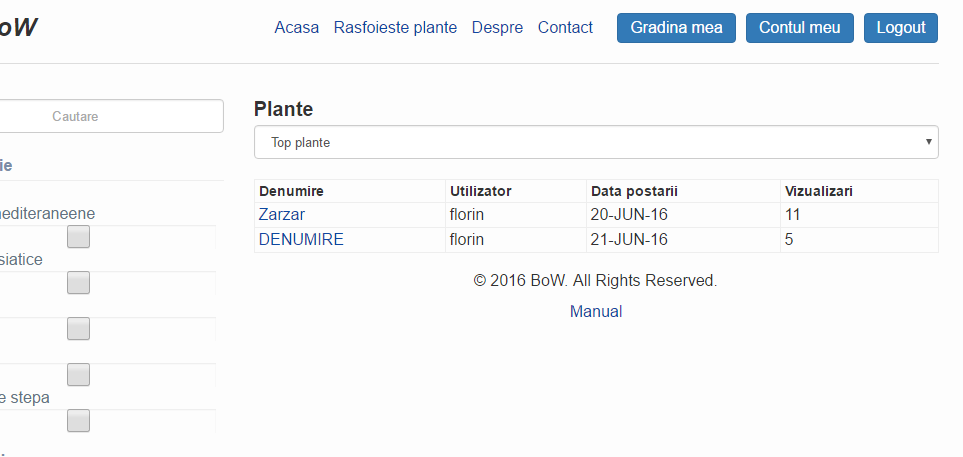 oW
Acasa Rasfoieste plante Despre Contact Gradina mea Contul meu Logout
Cautare
ie
nediteraneene
siatice
e stepa
Plante
Top plante
Denumire Utilizator Data postarii Vizualizari
Zarzar florin 20-JUN-16 11
DENUMIRE florin 21-JUN-16 5
© 2016 BoW. All Rights Reserved.
Manual